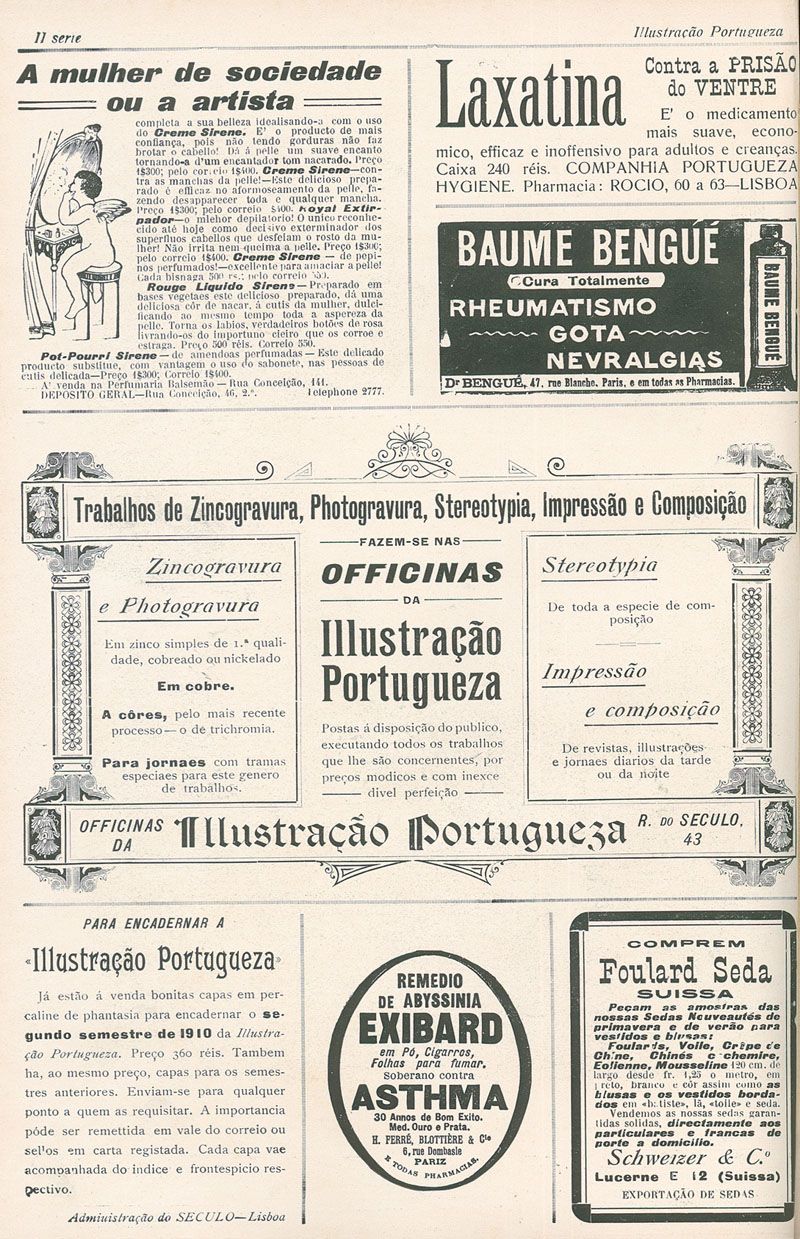 II serie
Illustração Portugueza
A mulher de sociedade
ou a artista
completa a sua belleza idealisando-a com o uso
do Creme Sirene. E' o producto de mais
confiança, pois não tendo gorduras não faz
brotar o cabello! Dá á pelle um suave encanto
tornando-a d'um encantador tom nacarado. Preço
1$300; pelo correio 1$400. Creme Sirene—con-
tra as manchas da pelle!—Este delicioso prepa-
rado é efficaz no aformoseamento da pelle, fa-
zendo desapparecer toda e qualquer mancha.
Preço 1$300; pelo correio $400. Royal Extir-
pador—o melhor depilatorio! O unico reconhe-
cido até hoje como decisivo exterminador dos
superfluos cabellos que desfeiam o rosto da mu-
lher! Não irrita nem queima a pelle. Preço 1$300;
pelo correio 1$400. Creme Sirene — de pepi-
nos perfumados!—excellente para amaciar a pelle!
Cada bisnaga 500 rs.; pelo correio
Rouge Liquido Sirene—Preparado em
bases vegetaes este delicioso preparado, dá uma
deliciosa côr de nacar, á cutis da mulher, dulci-
ficando ao mesmo tempo toda a aspereza da
pelle. Torna os labios, verdadeiros botões de rosa
livrando-os do importuno cieiro que os corroe e
estraga. Preço 500 réis. Correio 550.
Pot-Pourri Sirene—de amendoas perfumadas—Este delicado
producto substitue, com vantagem o uso do sabonete, nas pessoas de
cutis delicada—Preço 1$300; Correio 1$400.
A' venda na Perfumaria Balsemão—Rua Conceição, 141.
DEPOSITO GERAL—Rua Conceição, 46, 2.º. Telephone 2777.
Laxatina
Contra a PRISÃO
do VENTRE
E' o medicamento
mais suave, econo-
mico, efficaz e inoffensivo para adultos e creanças.
Caixa 240 réis. COMPANHIA PORTUGUEZA
HYGIENE. Pharmacia: ROCIO, 60 a 63—LISBOA
BAUME BENGUÉ
Cura Totalmente
RHEUMATISMO
GOTA
NEVRALGIAS
Dr BENGUÉ, 47, rue Blanche, Paris, e em todas as Pharmacias.
BAUME BENGUÉ
Trabalhos de Zincogravura, Photogravura, Stereotypia, Impressão e Composição
Zincogravura
e Photogravura
Em zinco simples de 1.ª quali-
dade, cobreado ou nickelado
Em cobre.
A côres, pelo mais recente
processo—o de trichromia.
Para jornaes com tramas
especiaes para este genero
de trabalhos.
FAZEM-SE NAS
OFFICINAS
DA
Illustração
Portugueza
Postas á disposição do publico,
executando todos os trabalhos
que lhe são concernentes, por
preços modicos e com inexce
divel perfeição
Stereotypia
De toda a especie de com-
posição
Impressão
e composição
De revistas, illustrações
e jornaes diarios da tarde
ou da noite
OFFICINAS
DA
Illustração Portugueza
R. DO SECULO,
43
PARA ENCADERNAR A
«Illustração Portugueza»
Já estão á venda bonitas capas em per-
caline de phantasia para encadernar o se-
gundo semestre de 1910 da Illustra-
ção Portugueza. Preço 360 réis. Tambem
ha, ao mesmo preço, capas para os semes-
tres anteriores. Enviam-se para qualquer
ponto a quem as requisitar. A importancia
póde ser remettida em vale do correio ou
sellos em carta registada. Cada capa vae
acompanhada do indice e frontespicio res-
pectivo.
Administração do SECULO—Lisboa
REMEDIO
DE ABYSSINIA
EXIBARD
em Pó, Cigarros,
Folhas para fumar.
Soberano contra
ASTHMA
30 Annos de Bom Exito.
Med. Ouro e Prata.
H. FERRÉ, BLOTTIÈRE & Cie
6, rue Dombasle
PARIZ
E TODAS PHARMACIAS.
COMPREM
Foulard Seda
SUISSA
Peçam as amostras das
nossas Sedas Nouveautés de
primavera e de verão para
vestidos e blusas:
Foulards, Voile, Crêpe de
Chine, Chinés cachemire,
Eolienne, Mousseline 120 cm. de
largo desde fr. 1,25 o metro, em
preto, branco e côr assim como as
blusas e os vestidos borda-
dos em «batiste», lã, «toile» e seda.
Vendemos as nossas sedas garan-
tidas solidas, directamente aos
particulares e francas de
porte a domicilio.
Schweizer & C.º
Lucerne E 12 (Suissa)
EXPORTAÇÃO DE SEDAS